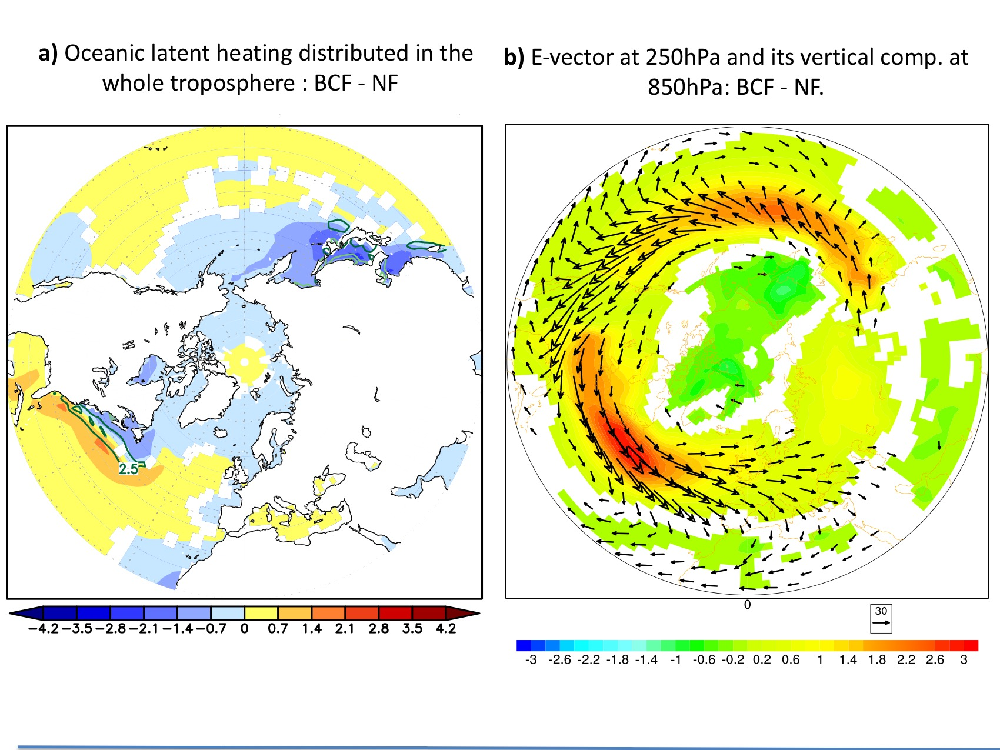 a) Oceanic latent heating distributed in the
whole troposphere : BCF - NF
b) E-vector at 250hPa and its vertical comp. at
850hPa: BCF - NF.
2.5
−4.2 −3.5 −2.8 −2.1 −1.4 −0.7 0 0.7 1.4 2.1 2.8 3.5 4.2
0
30
-3 -2.6 -2.2 -1.8 -1.4 -1 -0.6 -0.2 0.2 0.6 1 1.4 1.8 2.2 2.6 3